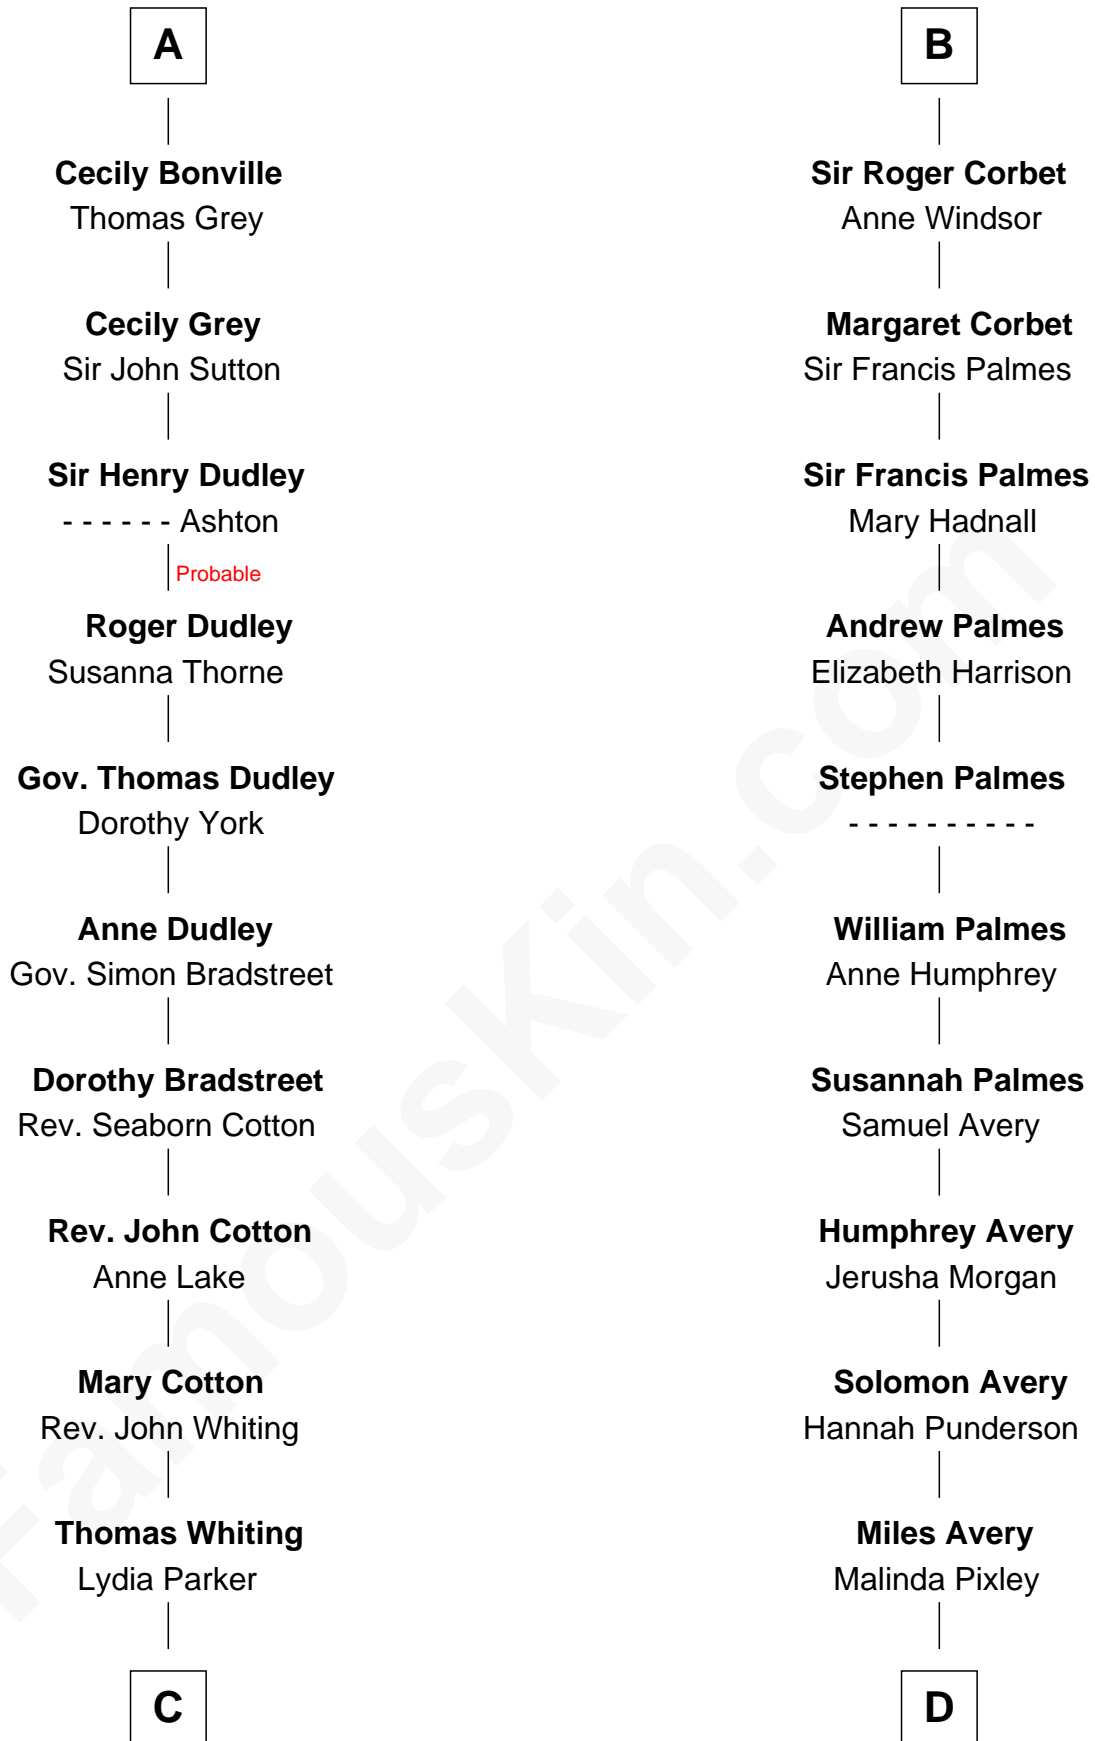 A
Cecily Bonville
Thomas Grey
Cecily Grey
Sir John Sutton
Sir Henry Dudley
- - - - - - Ashton
Probable
Roger Dudley
Susanna Thorne
Gov. Thomas Dudley
Dorothy York
Anne Dudley
Gov. Simon Bradstreet
Dorothy Bradstreet
Rev. Seaborn Cotton
Rev. John Cotton
Anne Lake
Mary Cotton
Rev. John Whiting
Thomas Whiting
Lydia Parker
C
B
Sir Roger Corbet
Anne Windsor
Margaret Corbet
Sir Francis Palmes
Sir Francis Palmes
Mary Hadnall
Andrew Palmes
Elizabeth Harrison
Stephen Palmes
- - - - - - - - - -
William Palmes
Anne Humphrey
Susannah Palmes
Samuel Avery
Humphrey Avery
Jerusha Morgan
Solomon Avery
Hannah Punderson
Miles Avery
Malinda Pixley
D
FamousKin.com